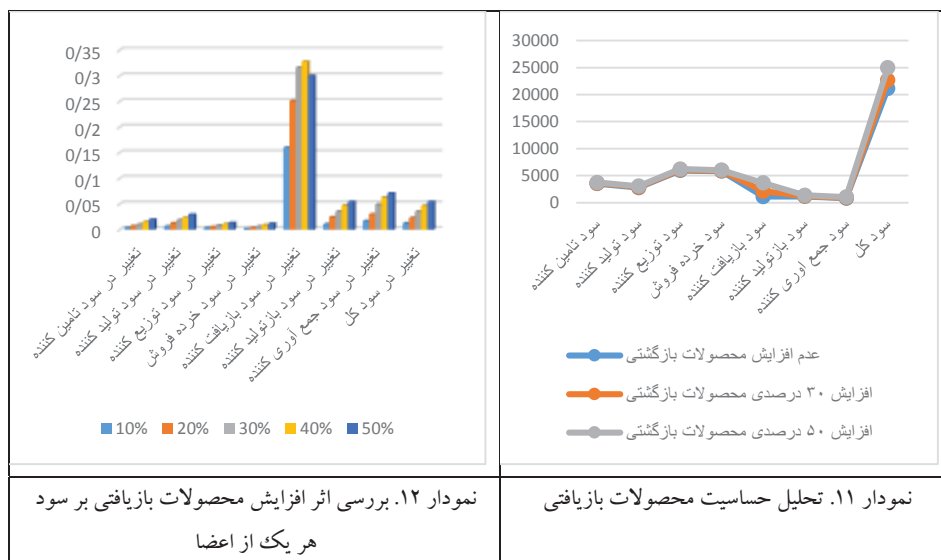 0/35
0/3
0/25
0/2
0/15
0/1
0/05
0
تغییر در سود تامین کننده
تغییر در سود تولید کننده
تغییر در سود توزیع کننده
تغییر در سود خرده فروش
تغییر در سود بازیافت کننده
تغییر در سود بازتولید کننده
تغییر در سود جمع آوری کننده
تغییر در سود کل
10% 20% 30% 40% 50%
30000
25000
20000
15000
10000
5000
0
سود تامین کننده
سود تولید کننده
سود توزیع کننده
سود خرده فروش
سود بازیافت کننده
سود بازتولید کننده
سود جمع اوری کننده
سود کل
عدم افزایش محصولات بازگشتی
افزایش ۳۰ درصدی محصولات بازگشتی
افزایش ۵۰ درصدی محصولات بازگشتی
نمودار ۱۱. تحلیل حساسیت محصولات بازیافتی
نمودار ۱۲. بررسی اثر افزایش محصولات بازیافتی بر سود
هر یک از اعضا